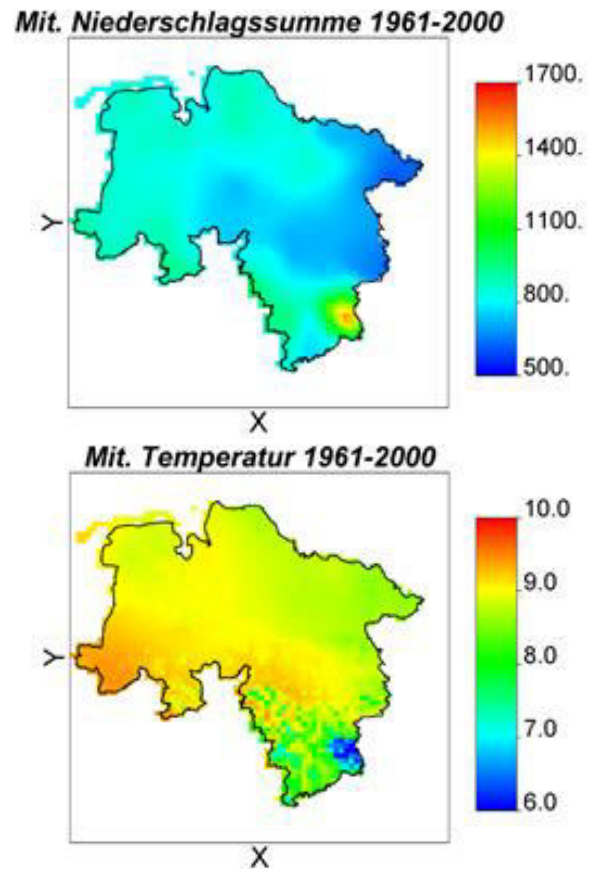 Mit. Niederschlagssumme 1961-2000
1700.
1400.
1100.
800.
500.
Y
X
Mit. Temperatur 1961-2000
10.0
9.0
8.0
7.0
6.0
Y
X